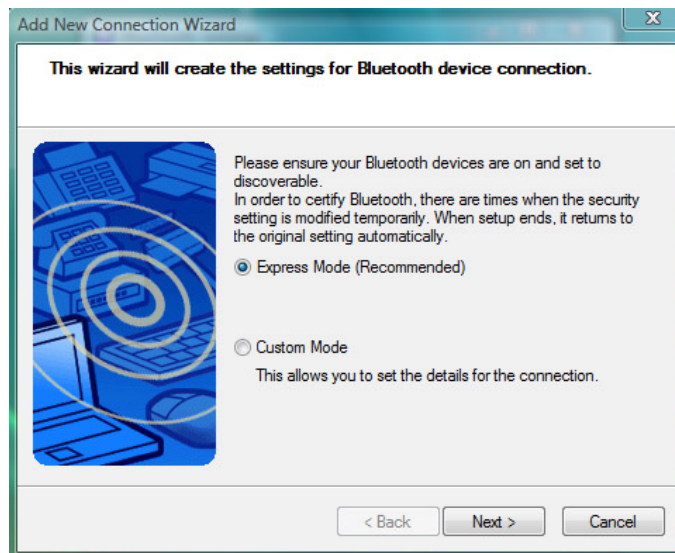 Add New Connection Wizard
This wizard will create the settings for Bluetooth device connection.
Please ensure your Bluetooth devices are on and set to
discoverable.
In order to certify Bluetooth, there are times when the security
setting is modified temporarily. When setup ends, it returns to
the original setting automatically.
Express Mode (Recommended)
Custom Mode
This allows you to set the details for the connection.
< Back Next > Cancel